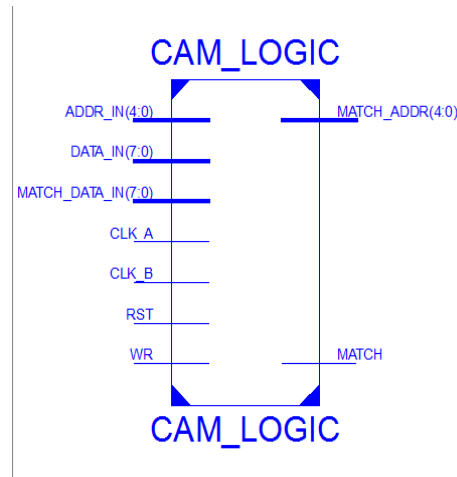 CAM_LOGIC
ADDR_IN(4:0)
MATCH_ADDR(4:0)
DATA_IN(7:0)
MATCH_DATA_IN(7:0)
CLK_A
CLK_B
RST
WR
MATCH
CAM_LOGIC